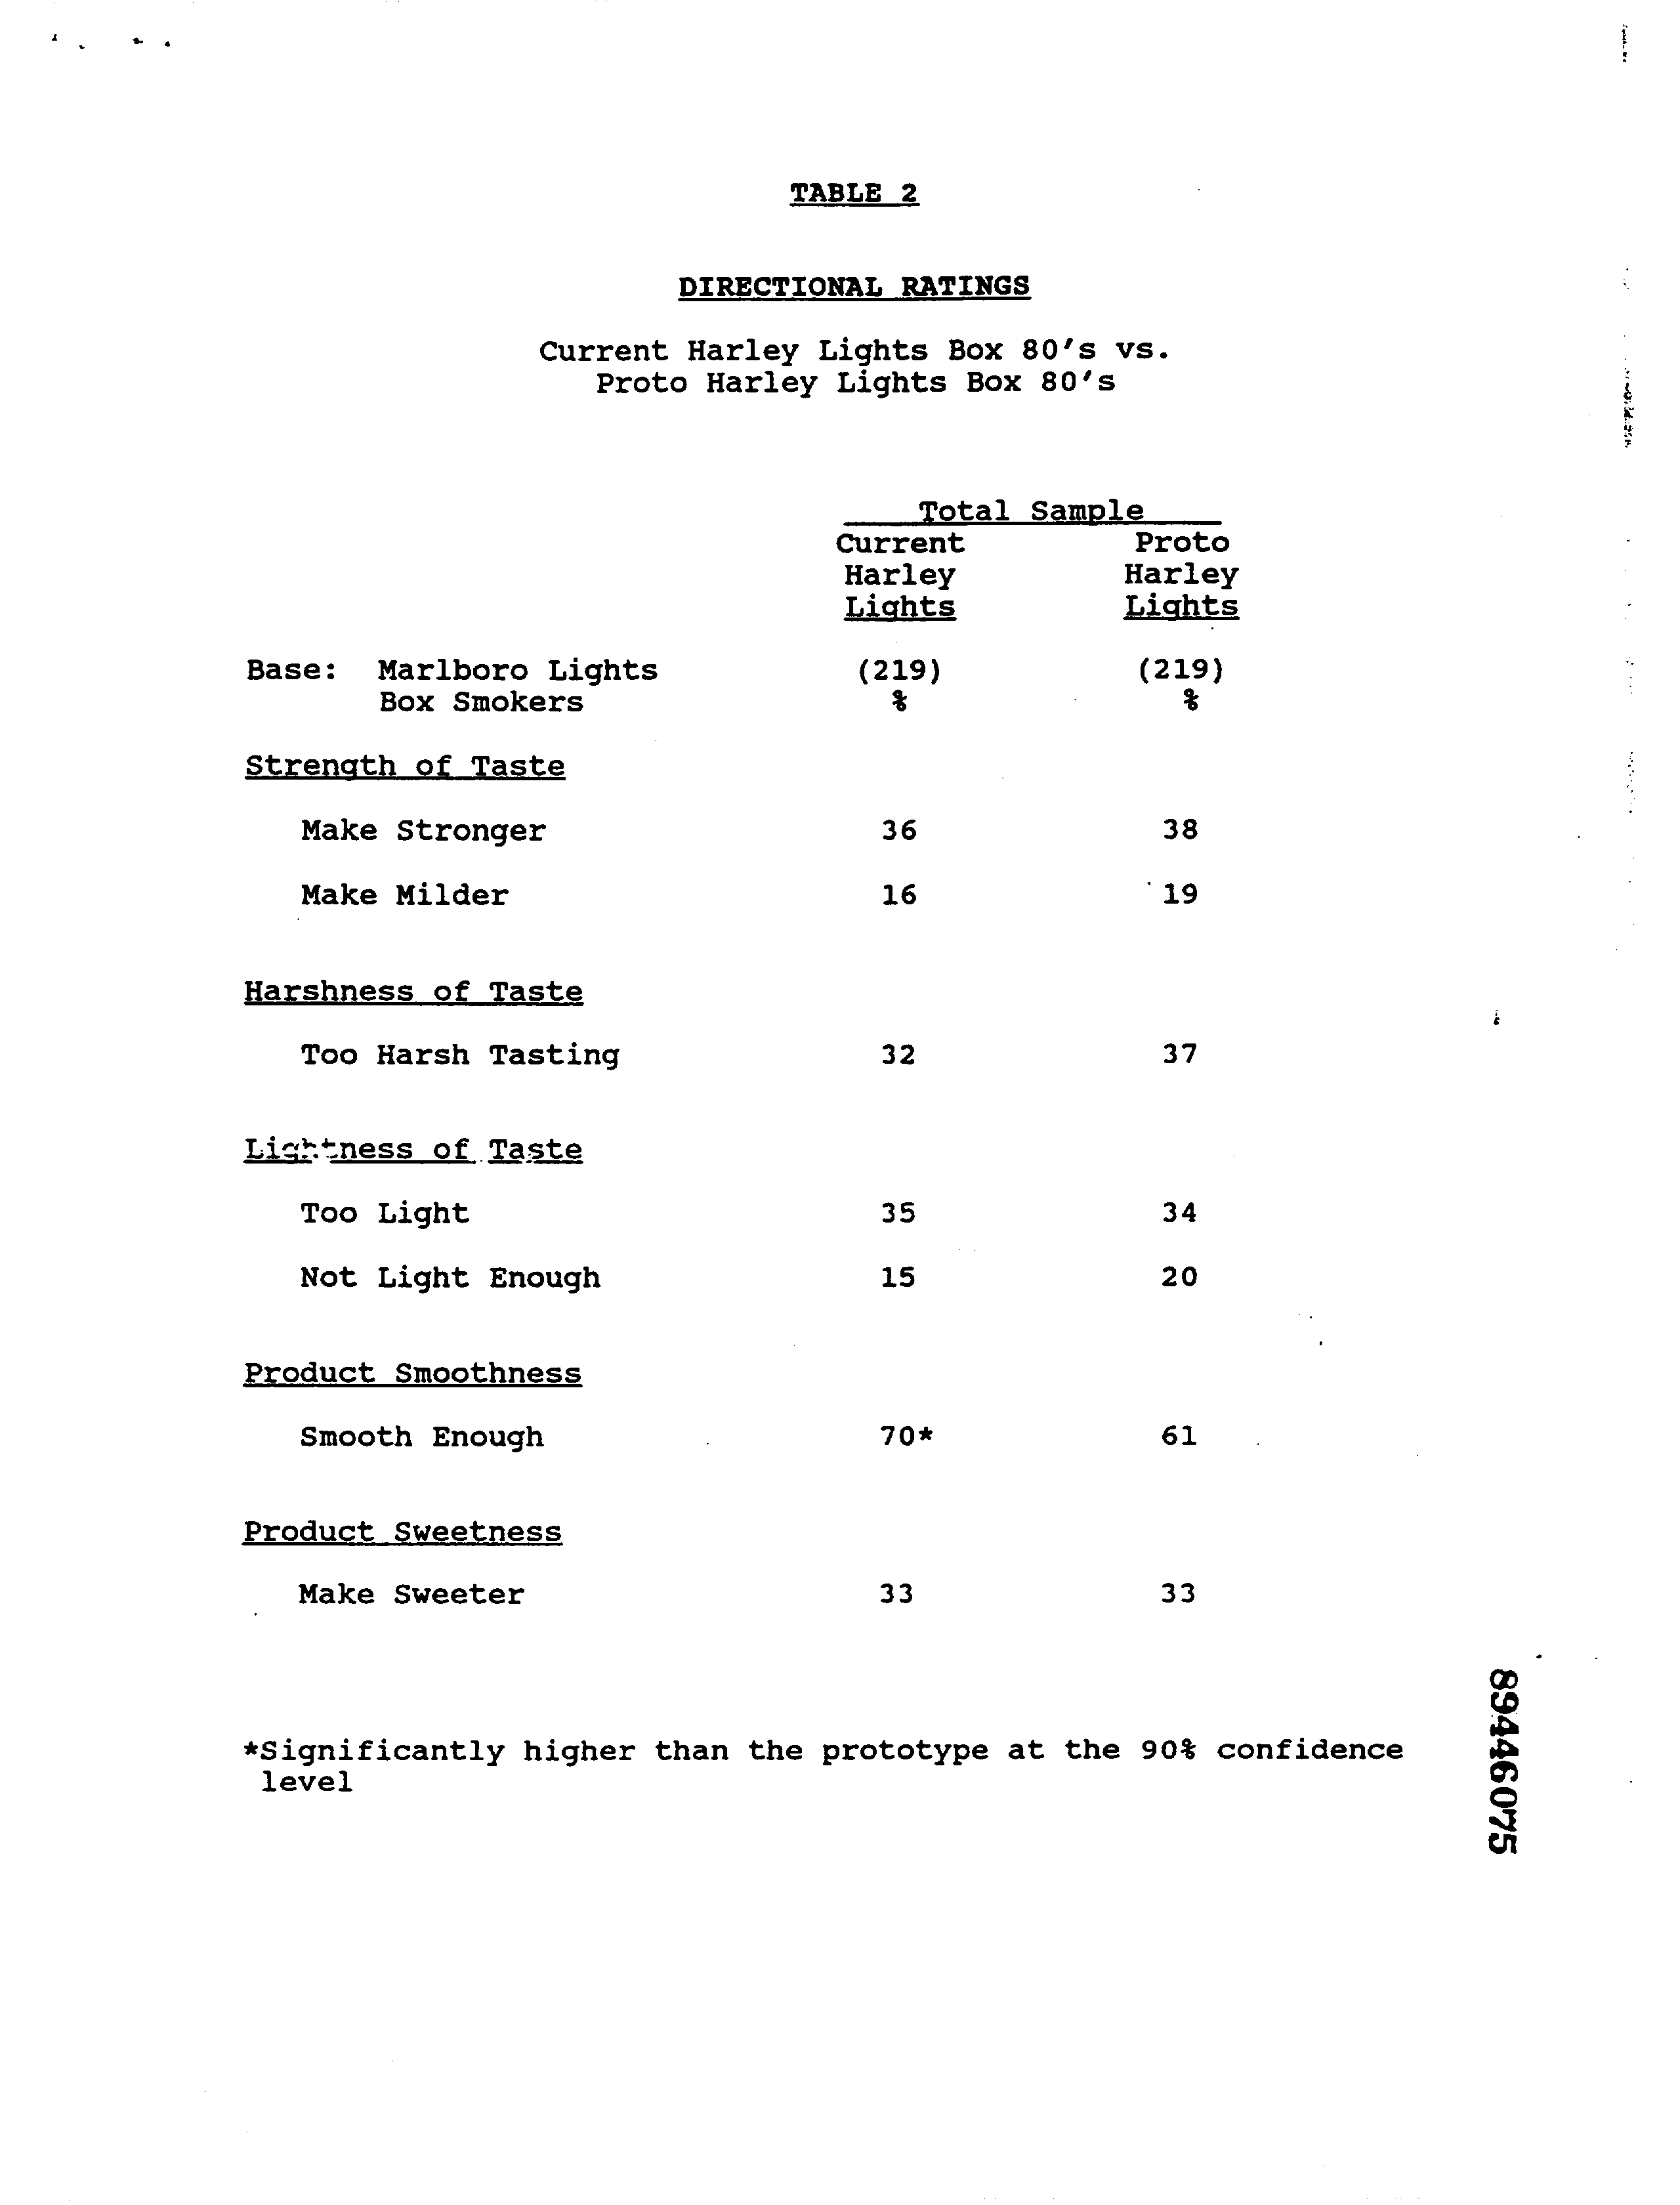 TABLE 2
DIRECTIONAL RATINGS
Current Harley Lights Box 80's vs.
Proto Harley Lights Box 80's
Total Sample
Current Proto
Harley Harley
Lights Lights
Base: Marlboro Lights (219) (219)
Box Smokers % %
Strength of Taste
Make Stronger 36 38
Make Milder 16 19
Harshness of Taste
Too Harsh Tasting 32 37
Lightness of Taste
Too Light 35 34
Not Light Enough 15 20
Product Smoothness
Smooth Enough 70* 61
Product Sweetness
Make Sweeter 33 33
*Significantly higher than the prototype at the 90% confidence
level
89446075